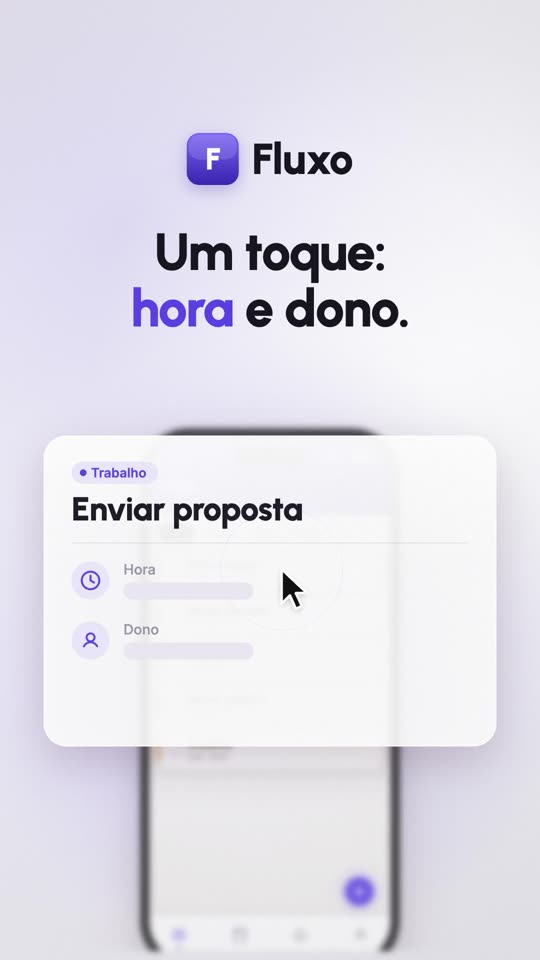 F Fluxo
Um toque:
hora e dono.
Trabalho
Enviar proposta
Hora
Dono